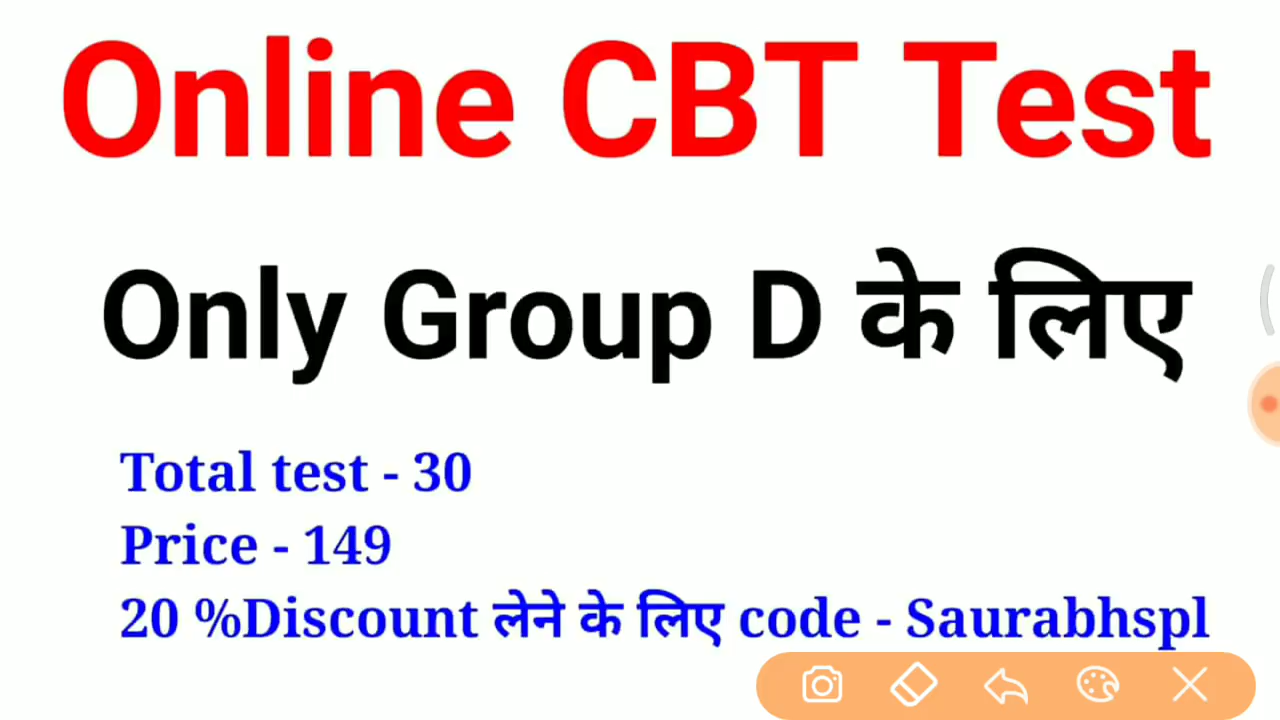 Online CBT Test
Only Group D के लिए
Total test - 30
Price - 149
20 %Discount लेने के लिए code - Saurabhspl